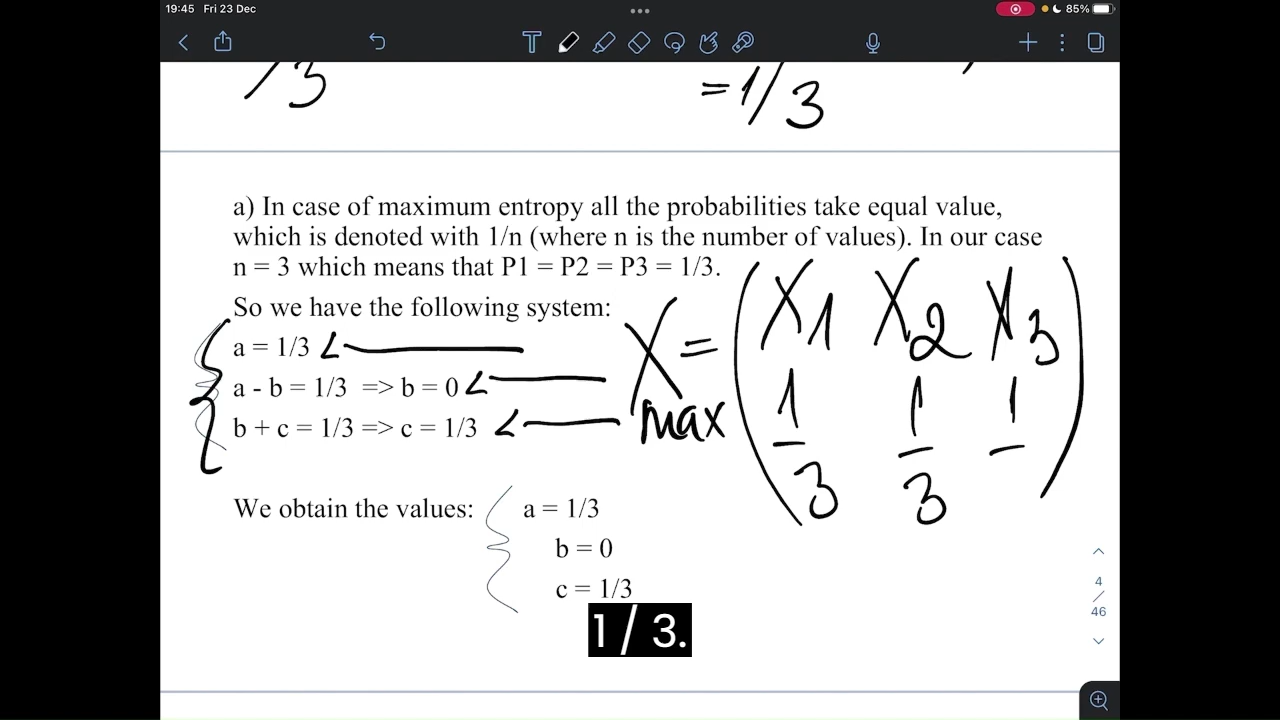 19:45 Fri 23 Dec
85%
/3
=1/3
a) In case of maximum entropy all the probabilities take equal value,
which is denoted with 1/n (where n is the number of values). In our case
n = 3 which means that P1 = P2 = P3 = 1/3.
So we have the following system:
a = 1/3
a - b = 1/3 => b = 0
b + c = 1/3 => c = 1/3
X = X1 X2 X3
max 1/3 1/3 1/
We obtain the values: a = 1/3
b = 0
c = 1/3
1 / 3.
4
/
46